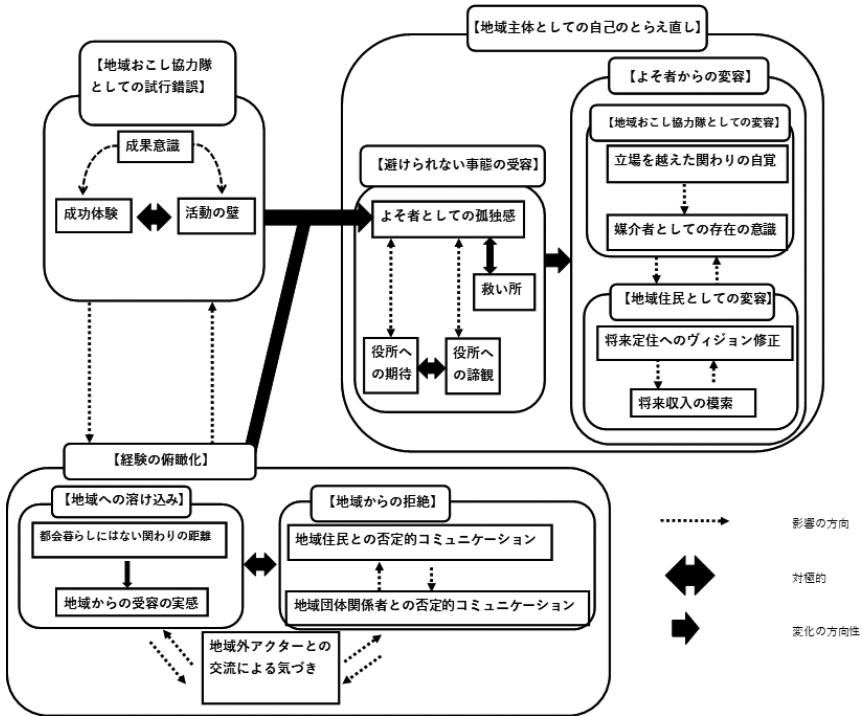 【地域おこし協力隊
としての試行錯誤】
成果意識
成功体験
活動の壁
【地域主体としての自己のとらえ直し】
【避けられない事態の受容】
よそ者としての孤独感
救い所
役所へ
の期待
役所へ
の諦観
【よそ者からの変容】
【地域おこし協力隊としての変容】
立場を越えた関わりの自覚
媒介者としての存在の意識
【地域住民としての変容】
将来定住へのヴィジョン修正
将来収入の模索
【経験の俯瞰化】
【地域への溶け込み】
都会暮らしにはない関わりの距離
地域からの受容の実感
【地域からの拒絶】
地域住民との否定的コミュニケーション
地域団体関係者との否定的コミュニケーション
地域外アクターとの
交流による気づき
影響の方向
対極的
変化の方向性